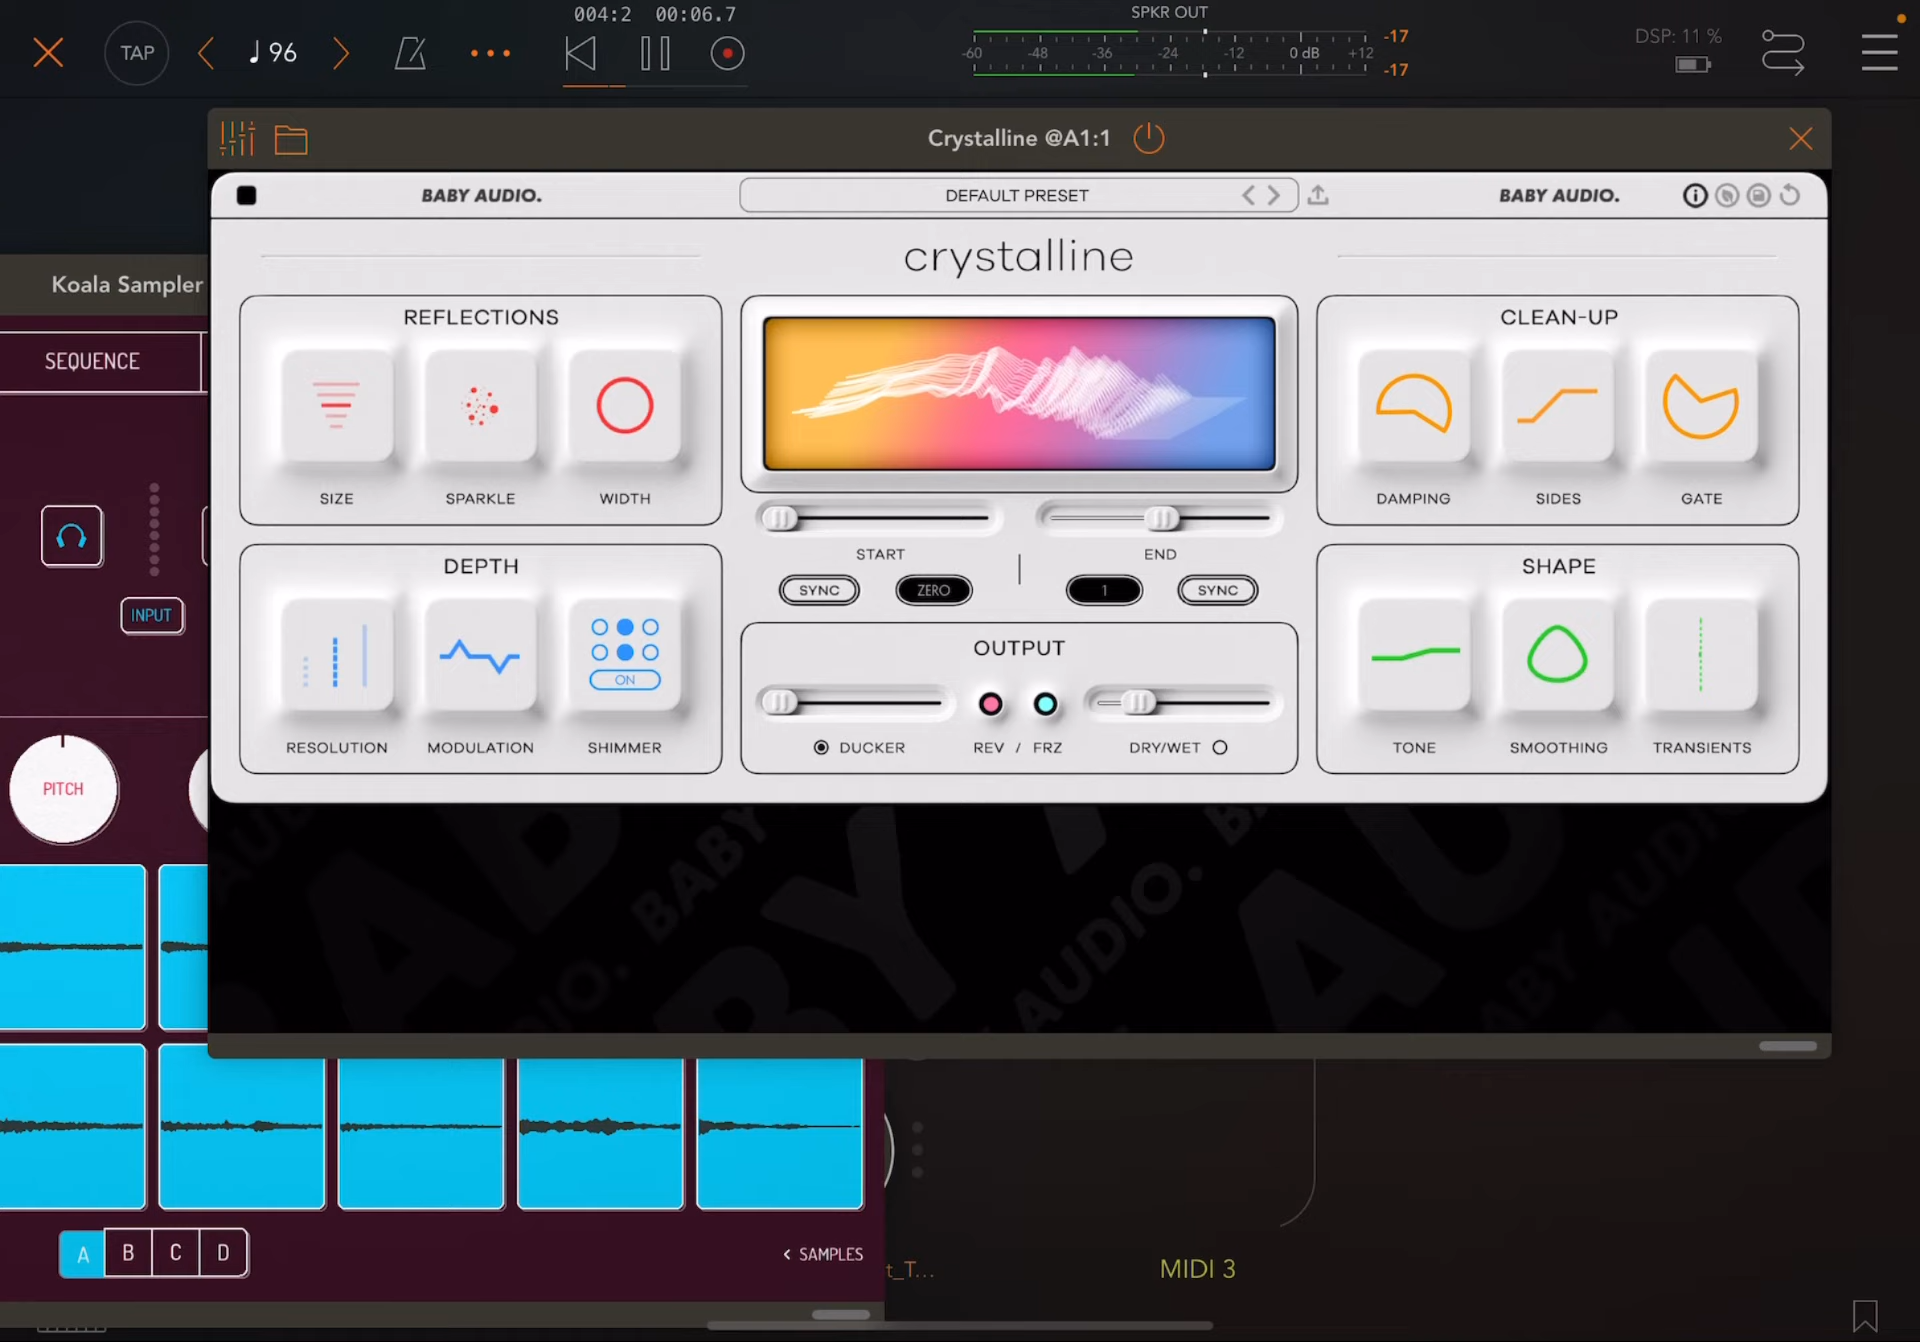 004:2 00:06.7
SPKR OUT
TAP
♩ 96
-60 -48 -36 -24 -12 0 dB +12
-17
-17
DSP: 11 %
Crystalline @A1:1
BABY AUDIO.
DEFAULT PRESET
BABY AUDIO.
crystalline
Koala Sampler
SEQUENCE
INPUT
PITCH
REFLECTIONS
SIZE SPARKLE WIDTH
DEPTH
ON
RESOLUTION MODULATION SHIMMER
START END
SYNC ZERO 1 SYNC
OUTPUT
DUCKER REV / FRZ DRY/WET
CLEAN-UP
DAMPING SIDES GATE
SHAPE
TONE SMOOTHING TRANSIENTS
BABY AUDIO.
A B C D
< SAMPLES
t_T...
MIDI 3